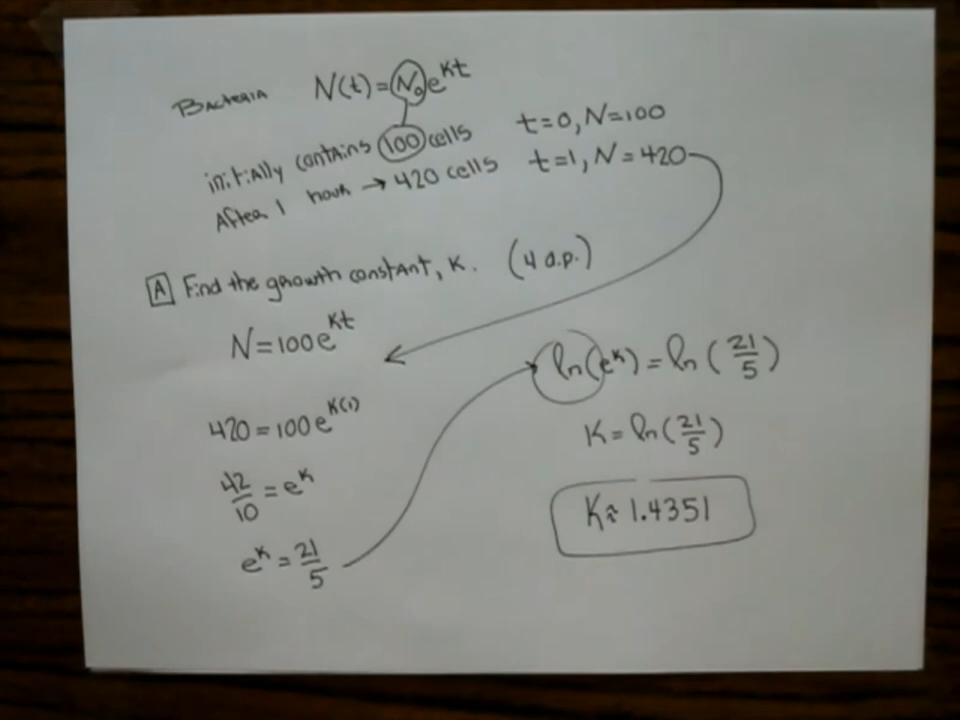 Bacteria N(t) = N₀e^Kt
initially contains 100 cells t=0, N=100
After 1 hour → 420 cells t=1, N=420
A Find the growth constant, K. (4 d.p.)
N = 100e^Kt
420 = 100e^K(1)
42/10 = e^K
e^K = 21/5
ln(e^K) = ln(21/5)
K = ln(21/5)
K ≈ 1.4351